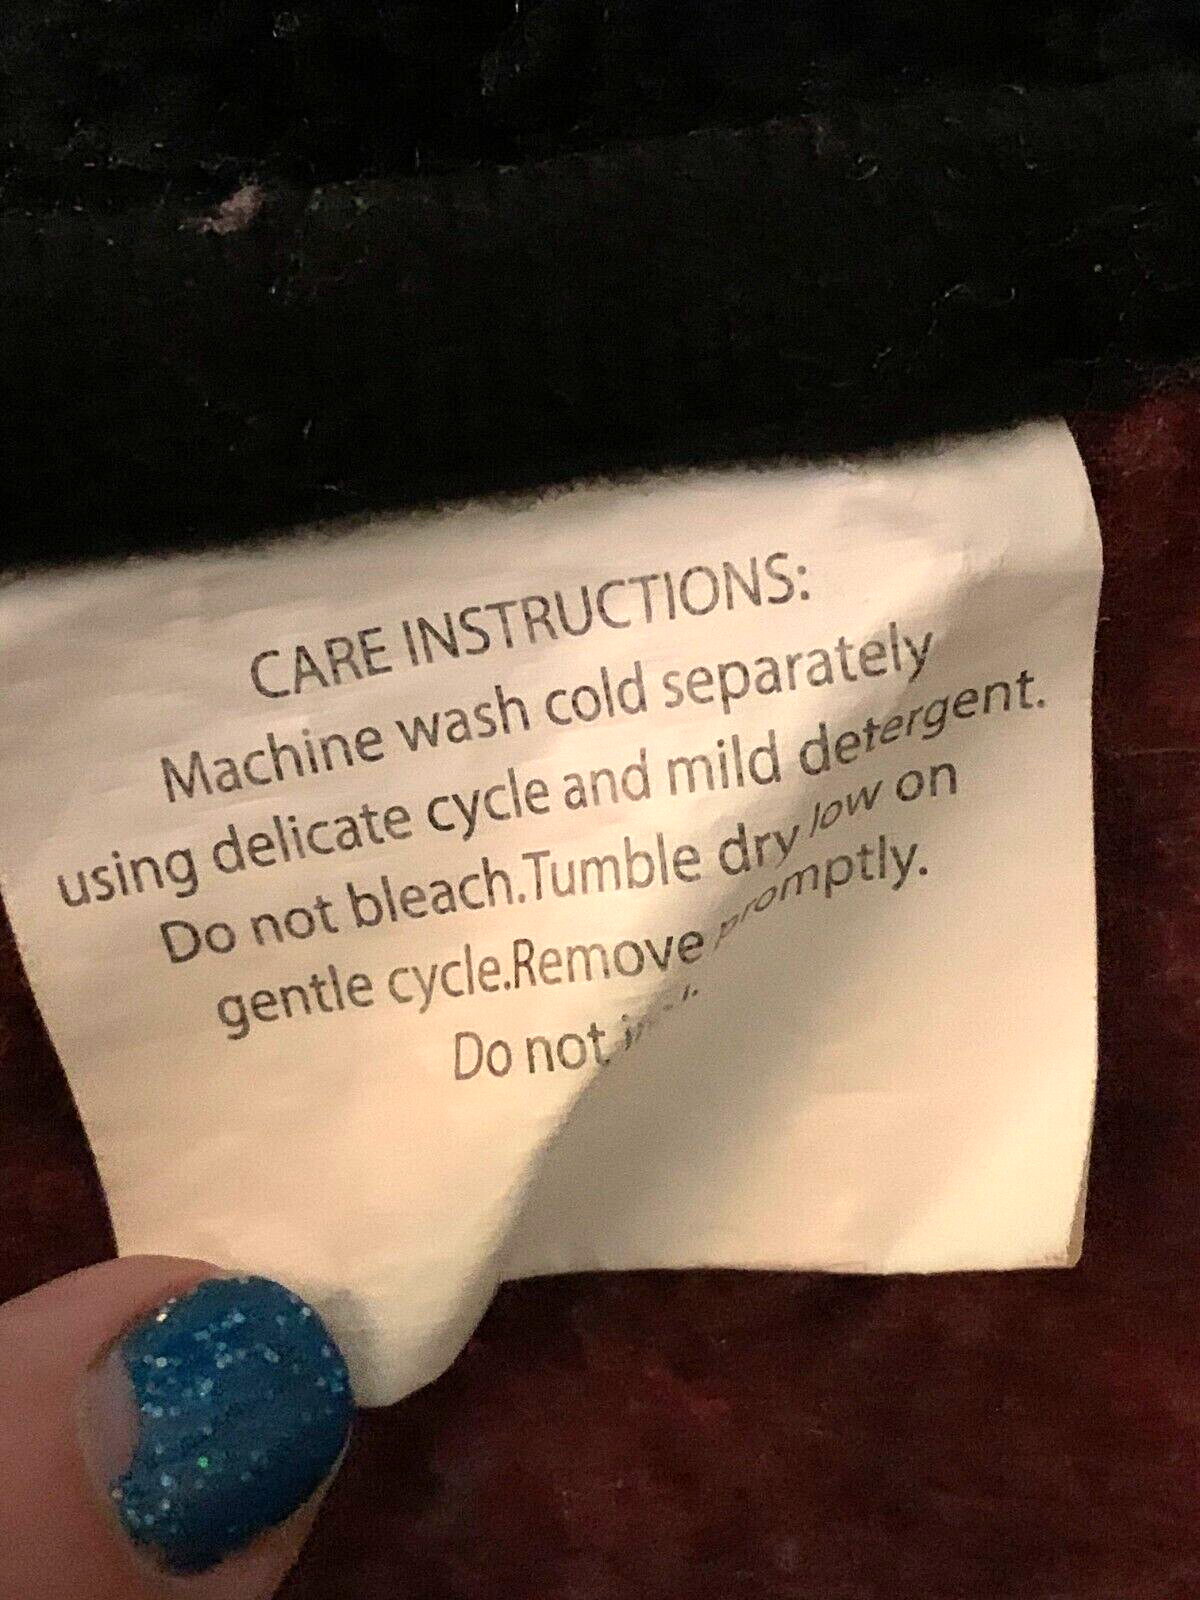 CARE INSTRUCTIONS:
Machine wash cold separately
using delicate cycle and mild detergent.
Do not bleach.Tumble dry low on
gentle cycle.Remove promptly.
Do not